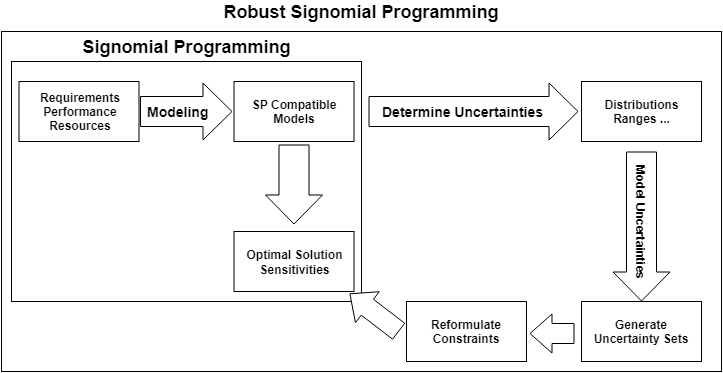 Robust Signomial Programming
Signomial Programming
Requirements
Performance
Resources
Modeling
SP Compatible
Models
Determine Uncertainties
Distributions
Ranges ...
Model Uncertainties
Optimal Solution
Sensitivities
Reformulate
Constraints
Generate
Uncertainty Sets